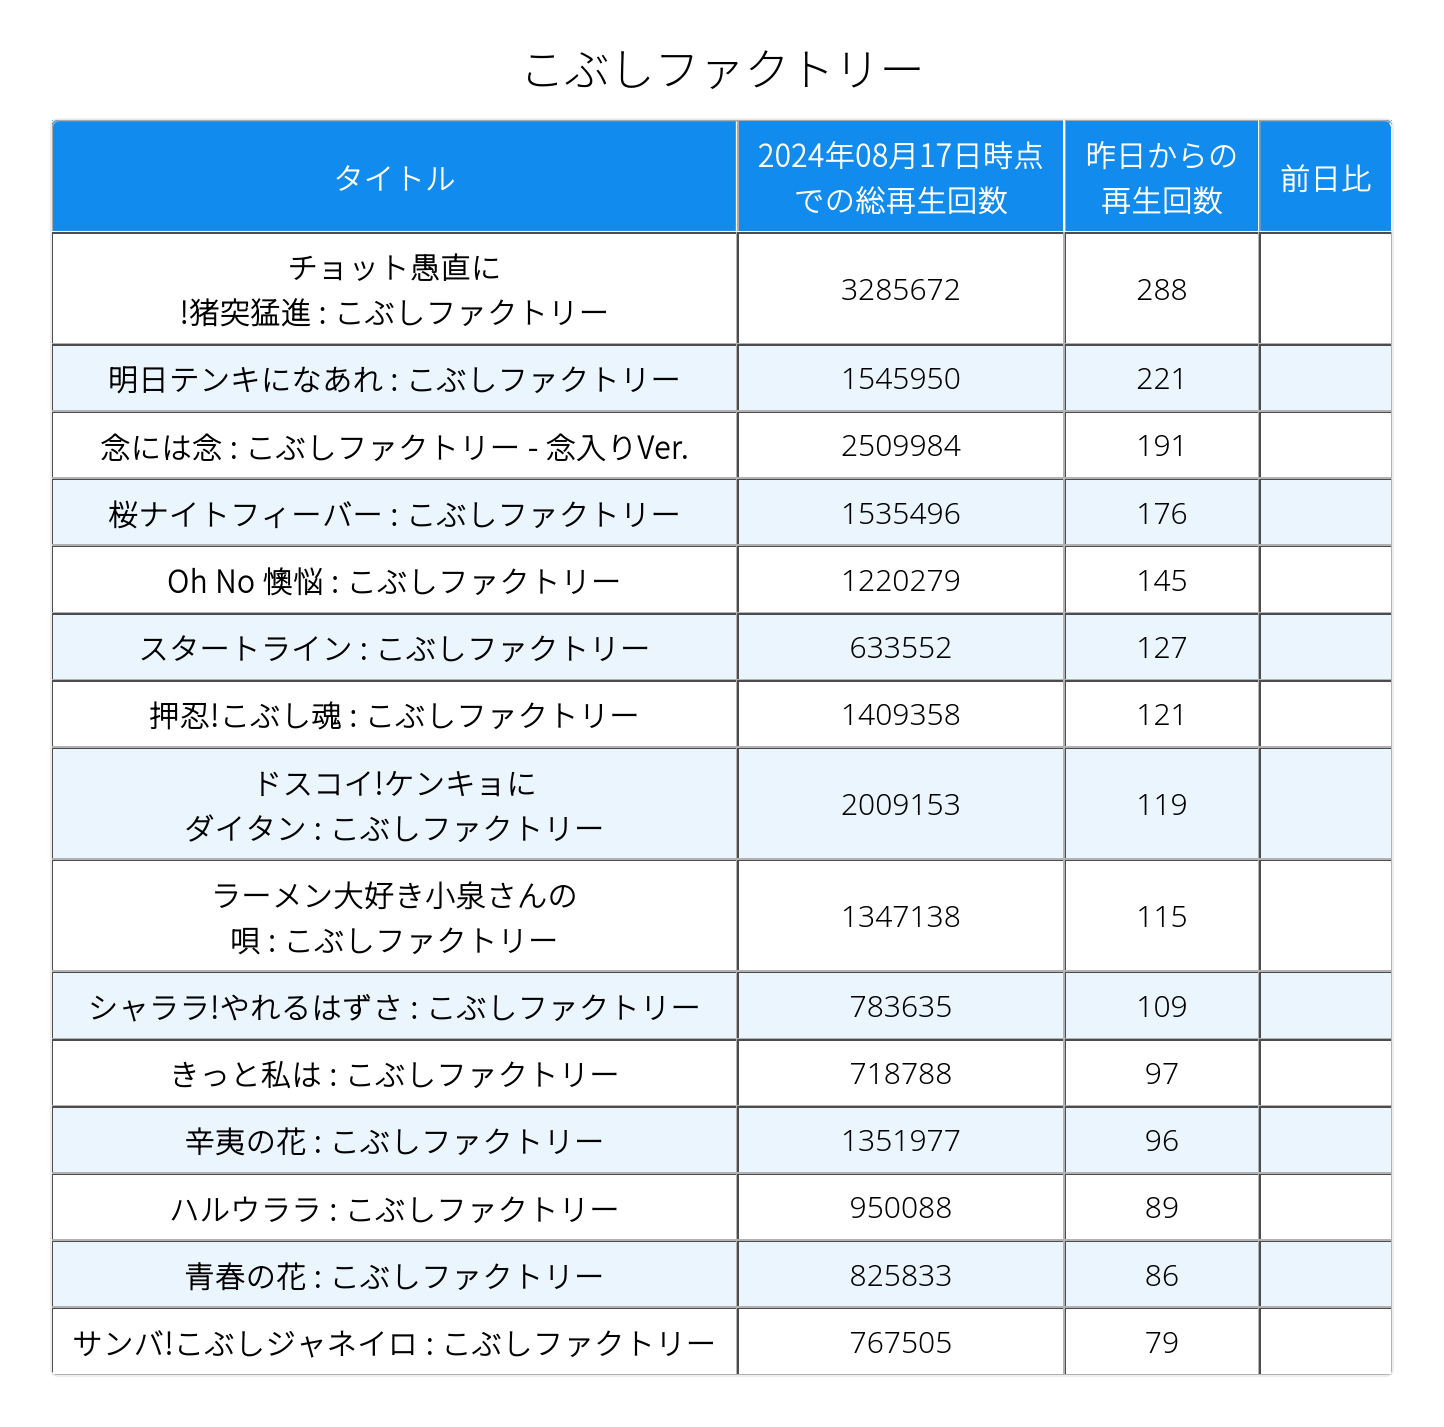 こぶしファクトリー
タイトル
2024年08月17日時点
での総再生回数
昨日からの
再生回数
前日比
チョット愚直に
!猪突猛進 : こぶしファクトリー
3285672
288
明日テンキになあれ : こぶしファクトリー
1545950
221
念には念 : こぶしファクトリー - 念入りVer.
2509984
191
桜ナイトフィーバー : こぶしファクトリー
1535496
176
Oh No 懊悩 : こぶしファクトリー
1220279
145
スタートライン : こぶしファクトリー
633552
127
押忍!こぶし魂 : こぶしファクトリー
1409358
121
ドスコイ!ケンキョに
ダイタン : こぶしファクトリー
2009153
119
ラーメン大好き小泉さんの
唄 : こぶしファクトリー
1347138
115
シャララ!やれるはずさ : こぶしファクトリー
783635
109
きっと私は : こぶしファクトリー
718788
97
辛夷の花 : こぶしファクトリー
1351977
96
ハルウララ : こぶしファクトリー
950088
89
青春の花 : こぶしファクトリー
825833
86
サンバ!こぶしジャネイロ : こぶしファクトリー
767505
79